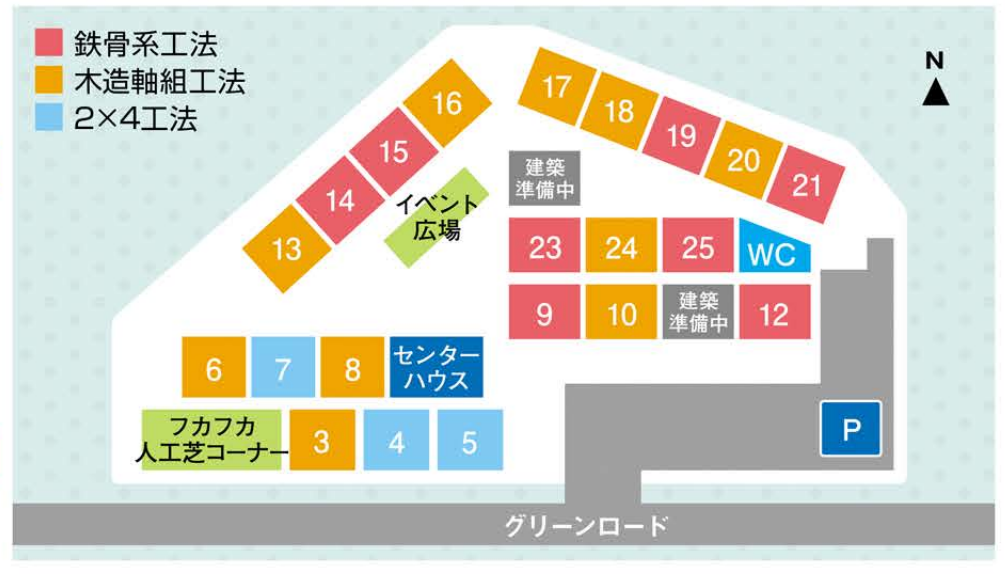 鉄骨系工法
木造軸組工法
2×4工法
N
16
15
14
13
17
18
19
20
21
イベント
広場
建築
準備中
23
24
25
WC
9
10
建築
準備中
12
6
7
8
センター
ハウス
フカフカ
人工芝コーナー
3
4
5
P
グリーンロード